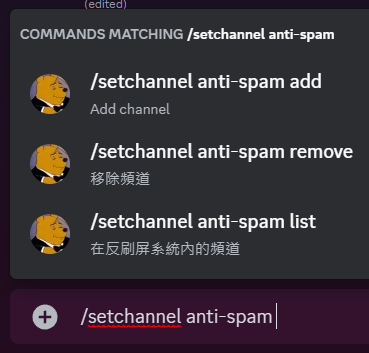 (edited)
COMMANDS MATCHING /setchannel anti-spam
/setchannel anti-spam add
Add channel
/setchannel anti-spam remove
移除頻道
/setchannel anti-spam list
在反刷屏系統內的頻道
/setchannel anti-spam